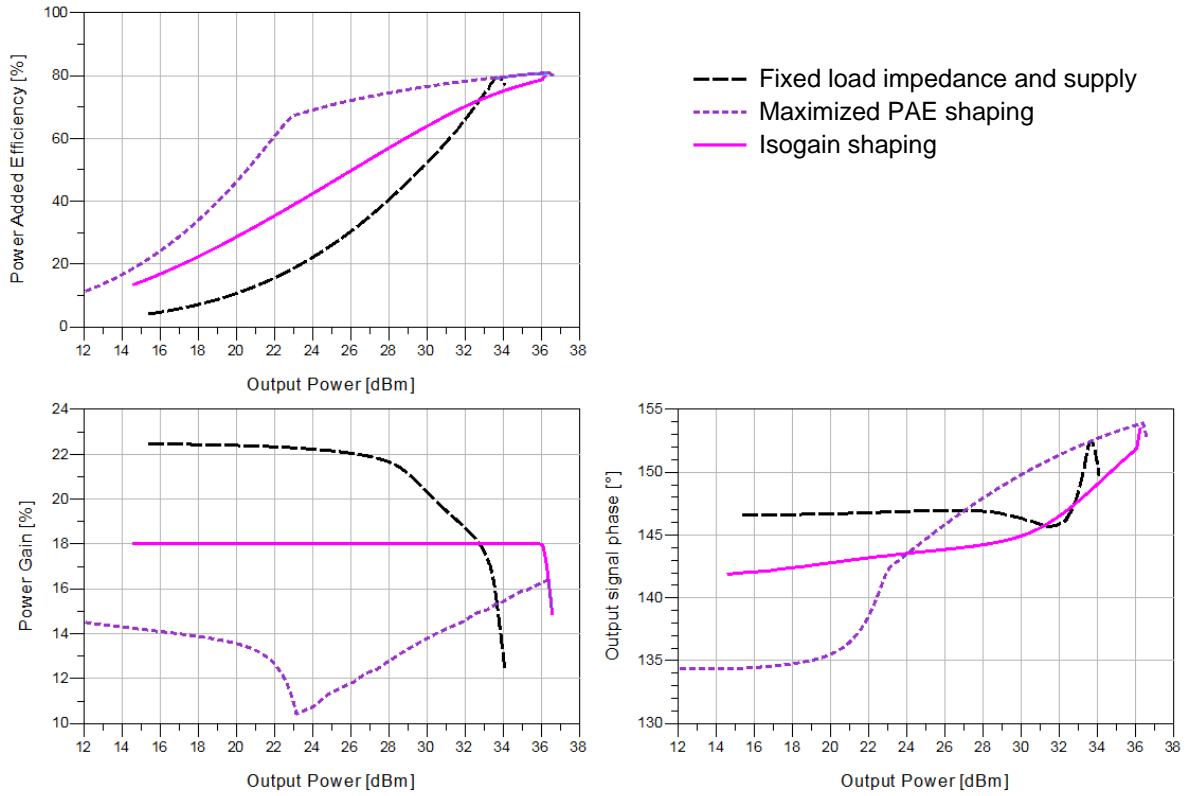 100
80
60
40
20
0
Power Added Efficiency [%]
12 14 16 18 20 22 24 26 28 30 32 34 36 38
Output Power [dBm]
Fixed load impedance and supply
Maximized PAE shaping
Isogain shaping
24
22
20
18
16
14
12
10
Power Gain [%]
12 14 16 18 20 22 24 26 28 30 32 34 36 38
Output Power [dBm]
155
150
145
140
135
130
Output signal phase [°]
12 14 16 18 20 22 24 26 28 30 32 34 36 38
Output Power [dBm]